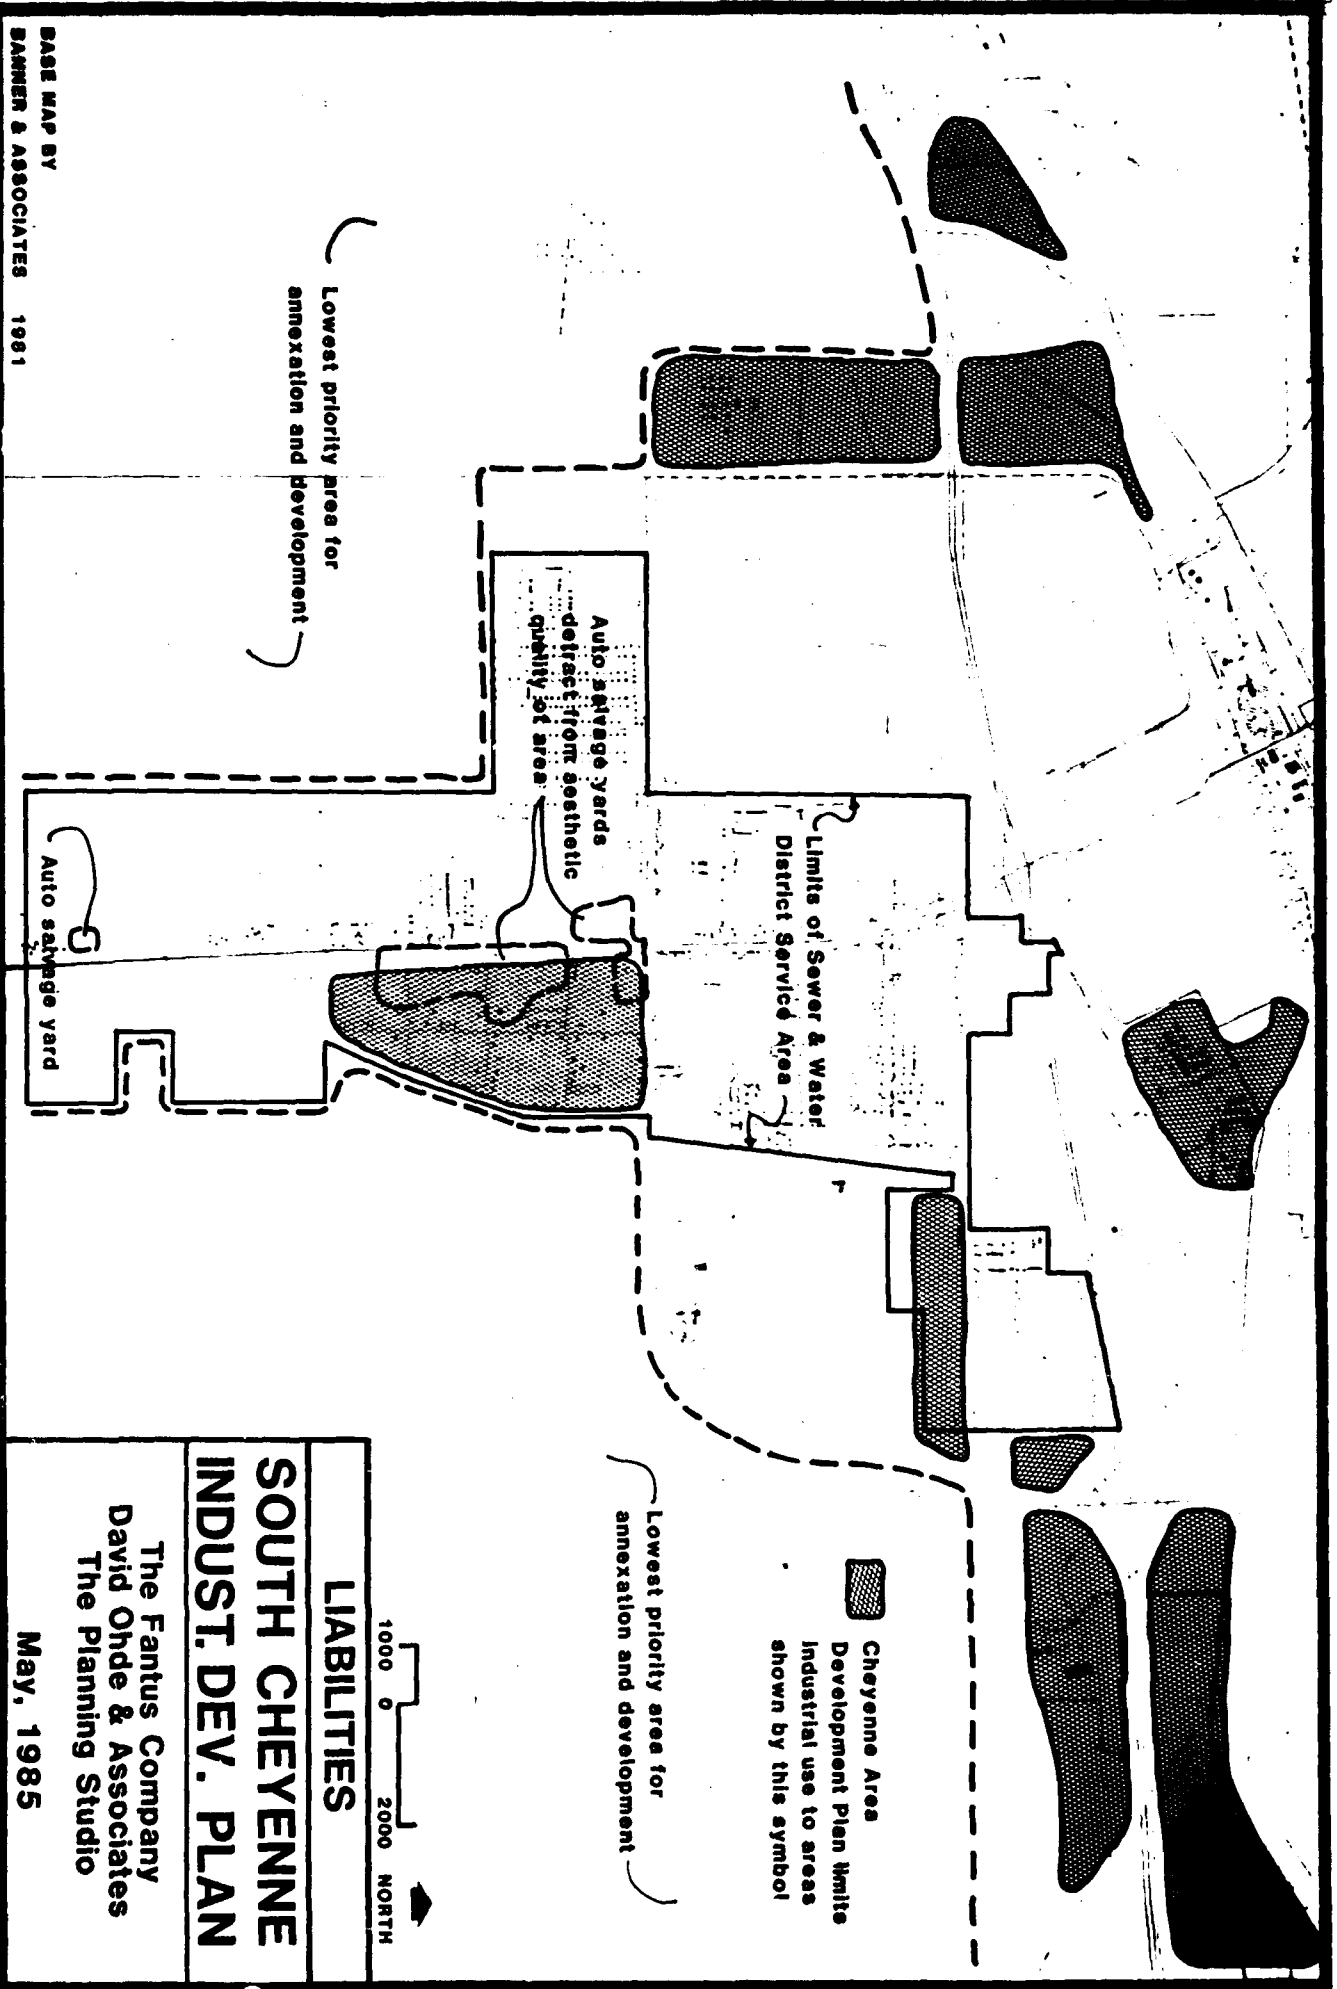 Limits of Sewer & Water
District Service Area
Auto salvage yards
detract from aesthetic
quality of area
Lowest priority area for
annexation and development
Auto salvage yard
Cheyenne Area
Development Plan limits
industrial use to areas
shown by this symbol
Lowest priority area for
annexation and development
1000 0 2000 NORTH
LIABILITIES
SOUTH CHEYENNE
INDUST. DEV. PLAN
The Fantus Company
David Ohde & Associates
The Planning Studio
May, 1985
BASE MAP BY
BANNER & ASSOCIATES 1981